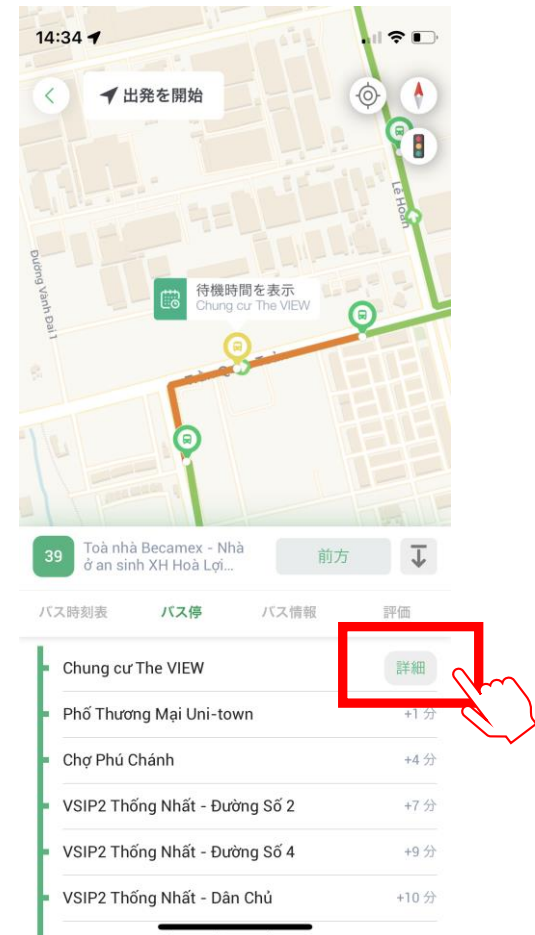 14:34
出発を開始
Lê Hoàn
Đường Vành Đai 1
待機時間を表示
Chung cư The VIEW
39
Toà nhà Becamex - Nhà
ở an sinh XH Hoà Lợi...
前方
バス時刻表
バス停
バス情報
評価
Chung cư The VIEW
詳細
Phố Thương Mại Uni-town
+1 分
Chợ Phú Chánh
+4 分
VSIP2 Thống Nhất - Đường Số 2
+7 分
VSIP2 Thống Nhất - Đường Số 4
+9 分
VSIP2 Thống Nhất - Dân Chủ
+10 分